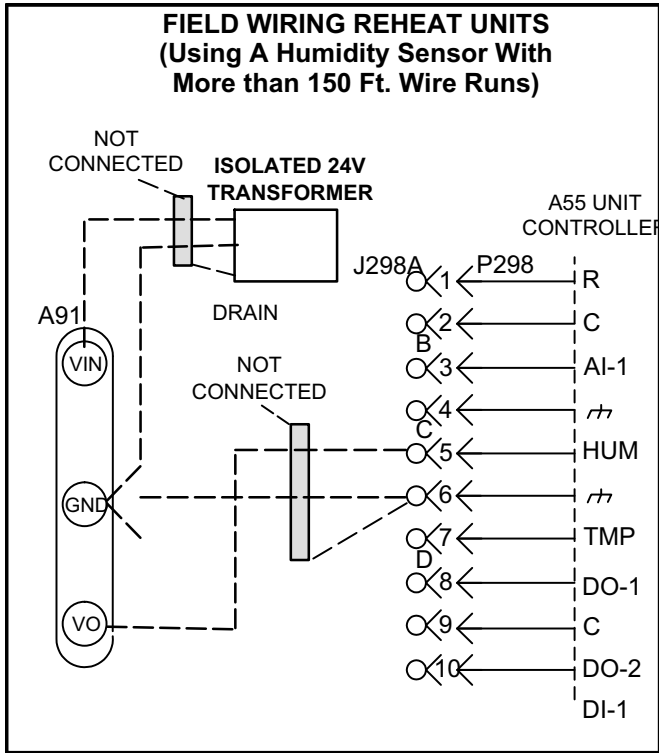 FIELD WIRING REHEAT UNITS
(Using A Humidity Sensor With
More than 150 Ft. Wire Runs)
NOT
CONNECTED
ISOLATED 24V
TRANSFORMER
A55 UNIT
CONTROLLER
J298A
P298
1
R
A91
DRAIN
2
C
B
VIN
3
AI-1
NOT
CONNECTED
4
C
5
HUM
GND
6
7
TMP
D
8
DO-1
VO
9
C
10
DO-2
DI-1